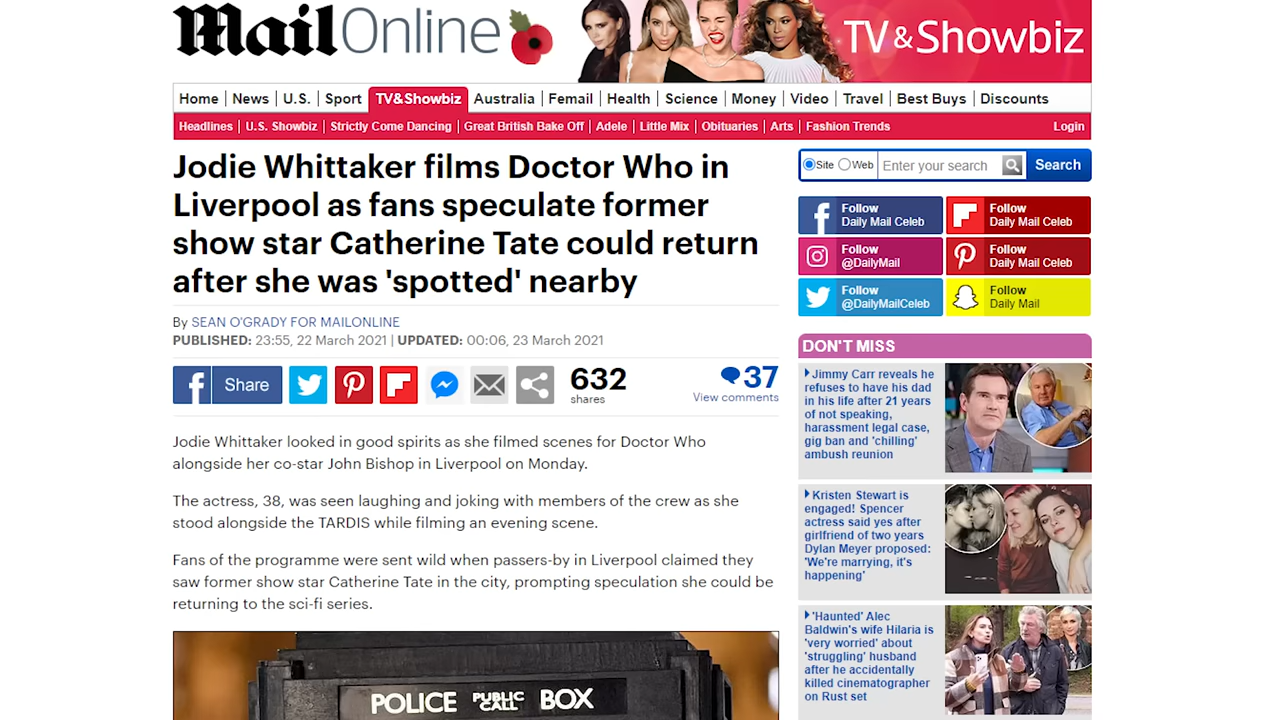 MailOnline
TV&Showbiz
Home News U.S. Sport TV&Showbiz Australia Femail Health Science Money Video Travel Best Buys Discounts
Headlines U.S. Showbiz Strictly Come Dancing Great British Bake Off Adele Little Mix Obituaries Arts Fashion Trends Login
Jodie Whittaker films Doctor Who in
Liverpool as fans speculate former
show star Catherine Tate could return
after she was 'spotted' nearby
By SEAN O'GRADY FOR MAILONLINE
PUBLISHED: 23:55, 22 March 2021 | UPDATED: 00:06, 23 March 2021
Share
632
shares
37
View comments
Jodie Whittaker looked in good spirits as she filmed scenes for Doctor Who
alongside her co-star John Bishop in Liverpool on Monday.
The actress, 38, was seen laughing and joking with members of the crew as she
stood alongside the TARDIS while filming an evening scene.
Fans of the programme were sent wild when passers-by in Liverpool claimed they
saw former show star Catherine Tate in the city, prompting speculation she could be
returning to the sci-fi series.
POLICE PUBLIC CALL BOX
Site Web Enter your search Search
Follow
Daily Mail Celeb
Follow
Daily Mail Celeb
Follow
@DailyMail
Follow
Daily Mail Celeb
Follow
@DailyMailCeleb
Follow
Daily Mail
DON'T MISS
Jimmy Carr reveals he
refuses to have his dad
in his life after 21 years
of not speaking,
harassment legal case,
gig ban and 'chilling'
ambush reunion
Kristen Stewart is
engaged! Spencer
actress said yes after
girlfriend of two years
Dylan Meyer proposed:
'We're marrying, it's
happening'
'Haunted' Alec
Baldwin's wife Hilaria is
'very worried' about
'struggling' husband
after he accidentally
killed cinematographer
on Rust set